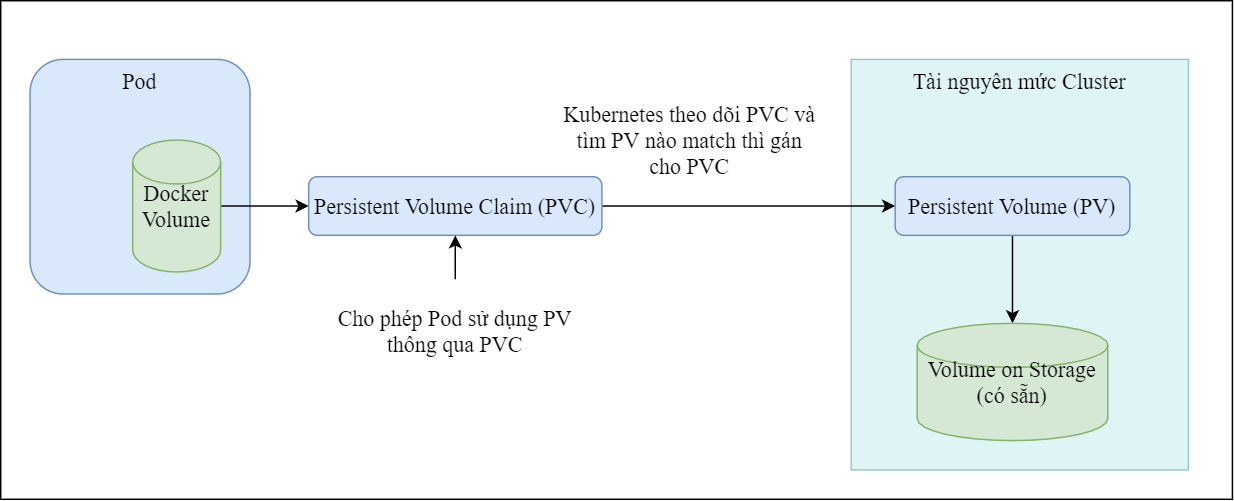 Pod
Tài nguyên mức Cluster
Kubernetes theo dõi PVC và
tìm PV nào match thì gán
cho PVC
Docker
Volume
Persistent Volume Claim (PVC)
Persistent Volume (PV)
Cho phép Pod sử dụng PV
thông qua PVC
Volume on Storage
(có sẵn)